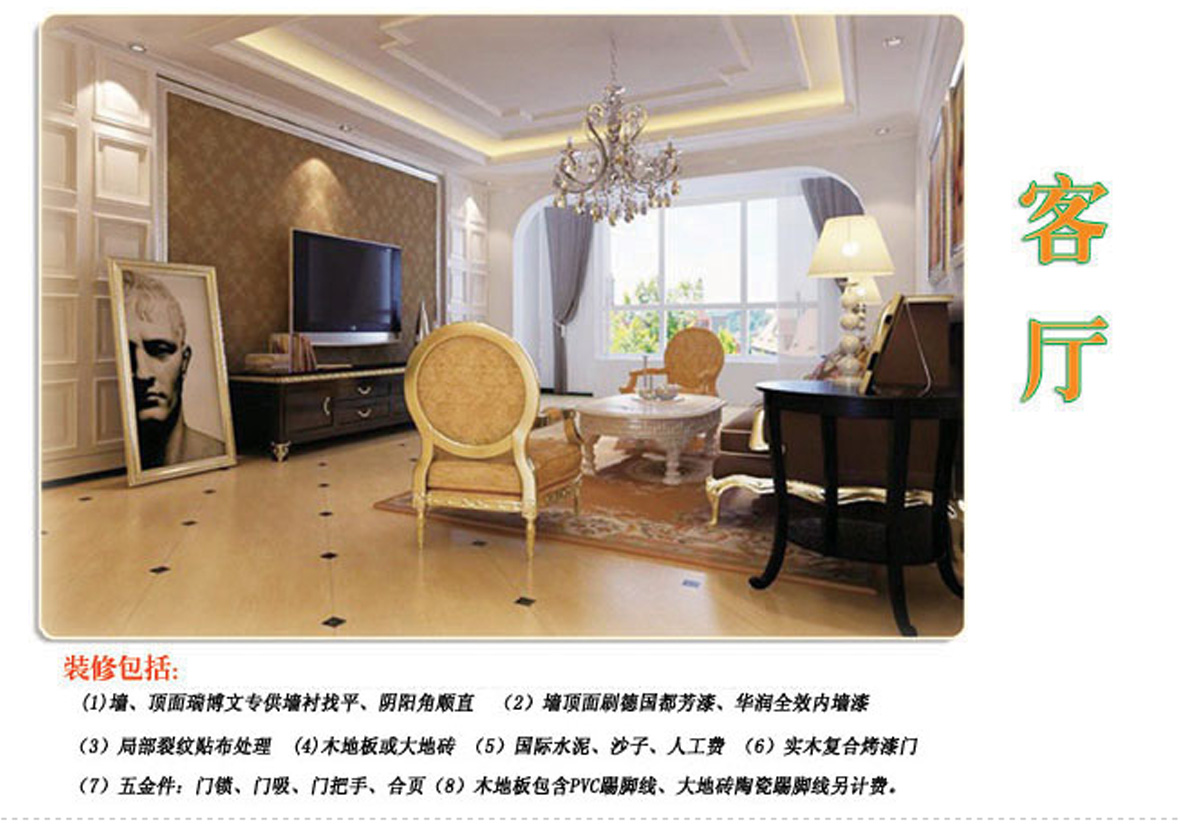 客厅
装修包括:
(1)墙、顶面瑞博文专供墙衬找平、阴阳角顺直 （2）墙顶面刷德国都芳漆、华润全效内墙漆
（3）局部裂纹贴布处理 (4)木地板或大地砖 （5）国际水泥、沙子、人工费 （6）实木复合烤漆门
（7）五金件：门锁、门吸、门把手、合页（8）木地板包含PVC踢脚线、大地砖陶瓷踢脚线另计费。